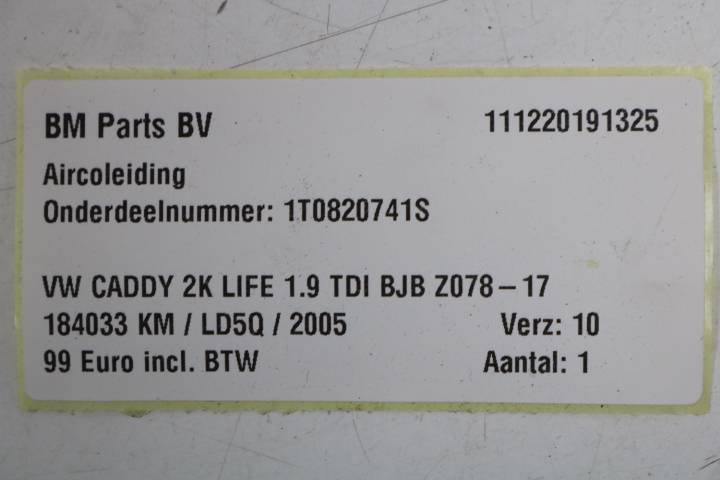 BM Parts BV 111220191325
Aircoleiding
Onderdeelnummer: 1T0820741S
VW CADDY 2K LIFE 1.9 TDI BJB Z078-17
184033 KM / LD5Q / 2005 Verz: 10
99 Euro incl. BTW Aantal: 1